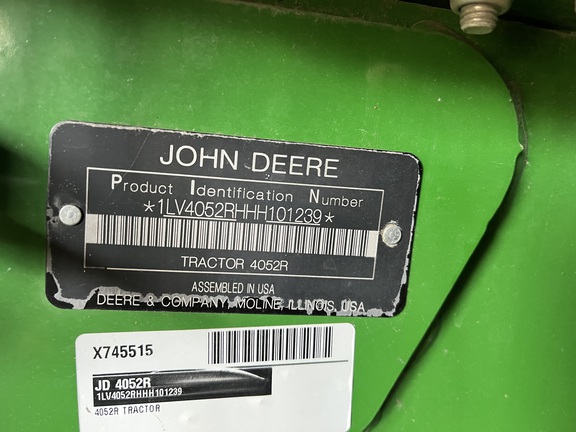 JOHN DEERE
Product Identification Number
*1LV4052RHHH101239*
TRACTOR 4052R
ASSEMBLED IN USA
DEERE & COMPANY, MOLINE, ILLINOIS, USA
X745515
JD 4052R
1LV4052RHHH101239
4052R TRACTOR